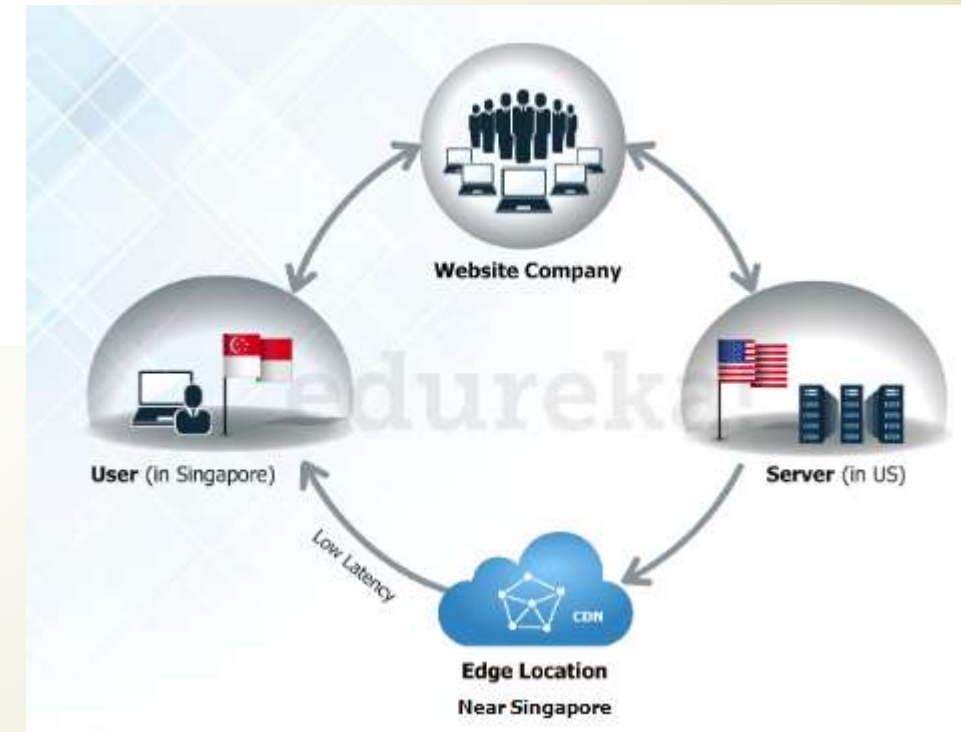 Website Company
edureka!
User (in Singapore)
Server (in US)
Low Latency
CDN
Edge Location
Near Singapore